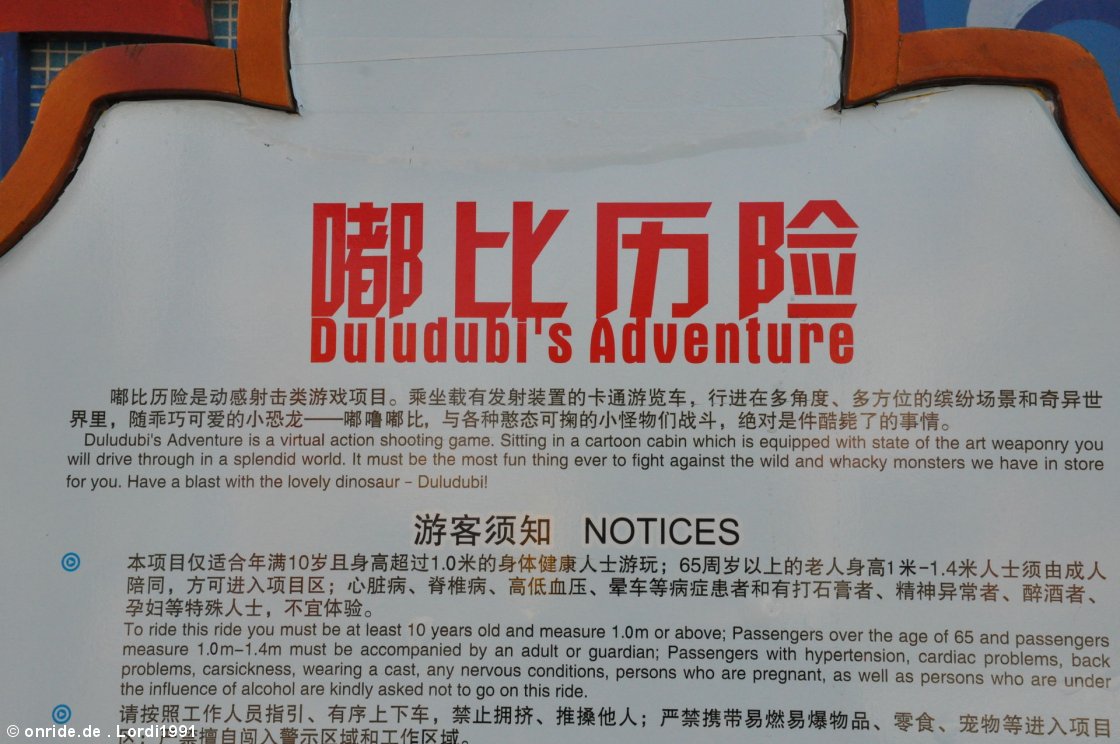 嘟比历险
Duludubi's Adventure
嘟比历险是动感射击类游戏项目。乘坐载有发射装置的卡通游览车，行进在多角度、多方位的缤纷场景和奇异世
界里，随乖巧可爱的小恐龙——嘟噜嘟比，与各种憨态可掬的小怪物们战斗，绝对是件酷毙了的事情。
Duludubi's Adventure is a virtual action shooting game. Sitting in a cartoon cabin which is equipped with state of the art weaponry you
will drive through in a splendid world. It must be the most fun thing ever to fight against the wild and whacky monsters we have in store
for you. Have a blast with the lovely dinosaur – Duludubi!
游客须知 NOTICES
本项目仅适合年满10岁且身高超过1.0米的身体健康人士游玩；65周岁以上的老人身高1米-1.4米人士须由成人
陪同，方可进入项目区；心脏病、脊椎病、高低血压、晕车等病症患者和有打石膏者、精神异常者、醉酒者、
孕妇等特殊人士，不宜体验。
To ride this ride you must be at least 10 years old and measure 1.0m or above; Passengers over the age of 65 and passengers
measure 1.0m–1.4m must be accompanied by an adult or guardian; Passengers with hypertension, cardiac problems, back
problems, carsickness, wearing a cast, any nervous conditions, persons who are pregnant, as well as persons who are under
the influence of alcohol are kindly asked not to go on this ride.
请按照工作人员指引、有序上下车，禁止拥挤、推搡他人；严禁携带易燃易爆物品、零食、宠物等进入项目
区；严禁擅自闯入警示区域和工作区域。
© onride.de . Lordi1991